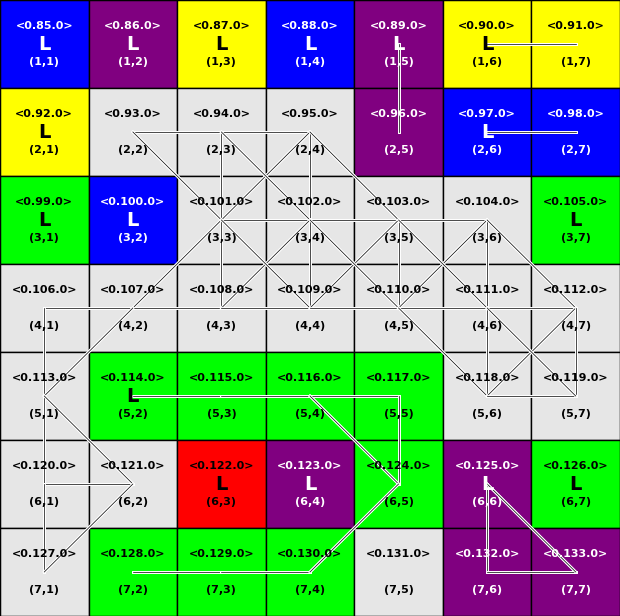 <0.85.0> <0.86.0> <0.87.0> <0.88.0> <0.89.0> <0.90.0> <0.91.0>
L L L L L L
(1,1) (1,2) (1,3) (1,4) (1,5) (1,6) (1,7)
<0.92.0> <0.93.0> <0.94.0> <0.95.0> <0.96.0> <0.97.0> <0.98.0>
L L
(2,1) (2,2) (2,3) (2,4) (2,5) (2,6) (2,7)
<0.99.0> <0.100.0> <0.101.0> <0.102.0> <0.103.0> <0.104.0> <0.105.0>
L L L
(3,1) (3,2) (3,3) (3,4) (3,5) (3,6) (3,7)
<0.106.0> <0.107.0> <0.108.0> <0.109.0> <0.110.0> <0.111.0> <0.112.0>
(4,1) (4,2) (4,3) (4,4) (4,5) (4,6) (4,7)
<0.113.0> <0.114.0> <0.115.0> <0.116.0> <0.117.0> <0.118.0> <0.119.0>
L
(5,1) (5,2) (5,3) (5,4) (5,5) (5,6) (5,7)
<0.120.0> <0.121.0> <0.122.0> <0.123.0> <0.124.0> <0.125.0> <0.126.0>
L L L L
(6,1) (6,2) (6,3) (6,4) (6,5) (6,6) (6,7)
<0.127.0> <0.128.0> <0.129.0> <0.130.0> <0.131.0> <0.132.0> <0.133.0>
(7,1) (7,2) (7,3) (7,4) (7,5) (7,6) (7,7)